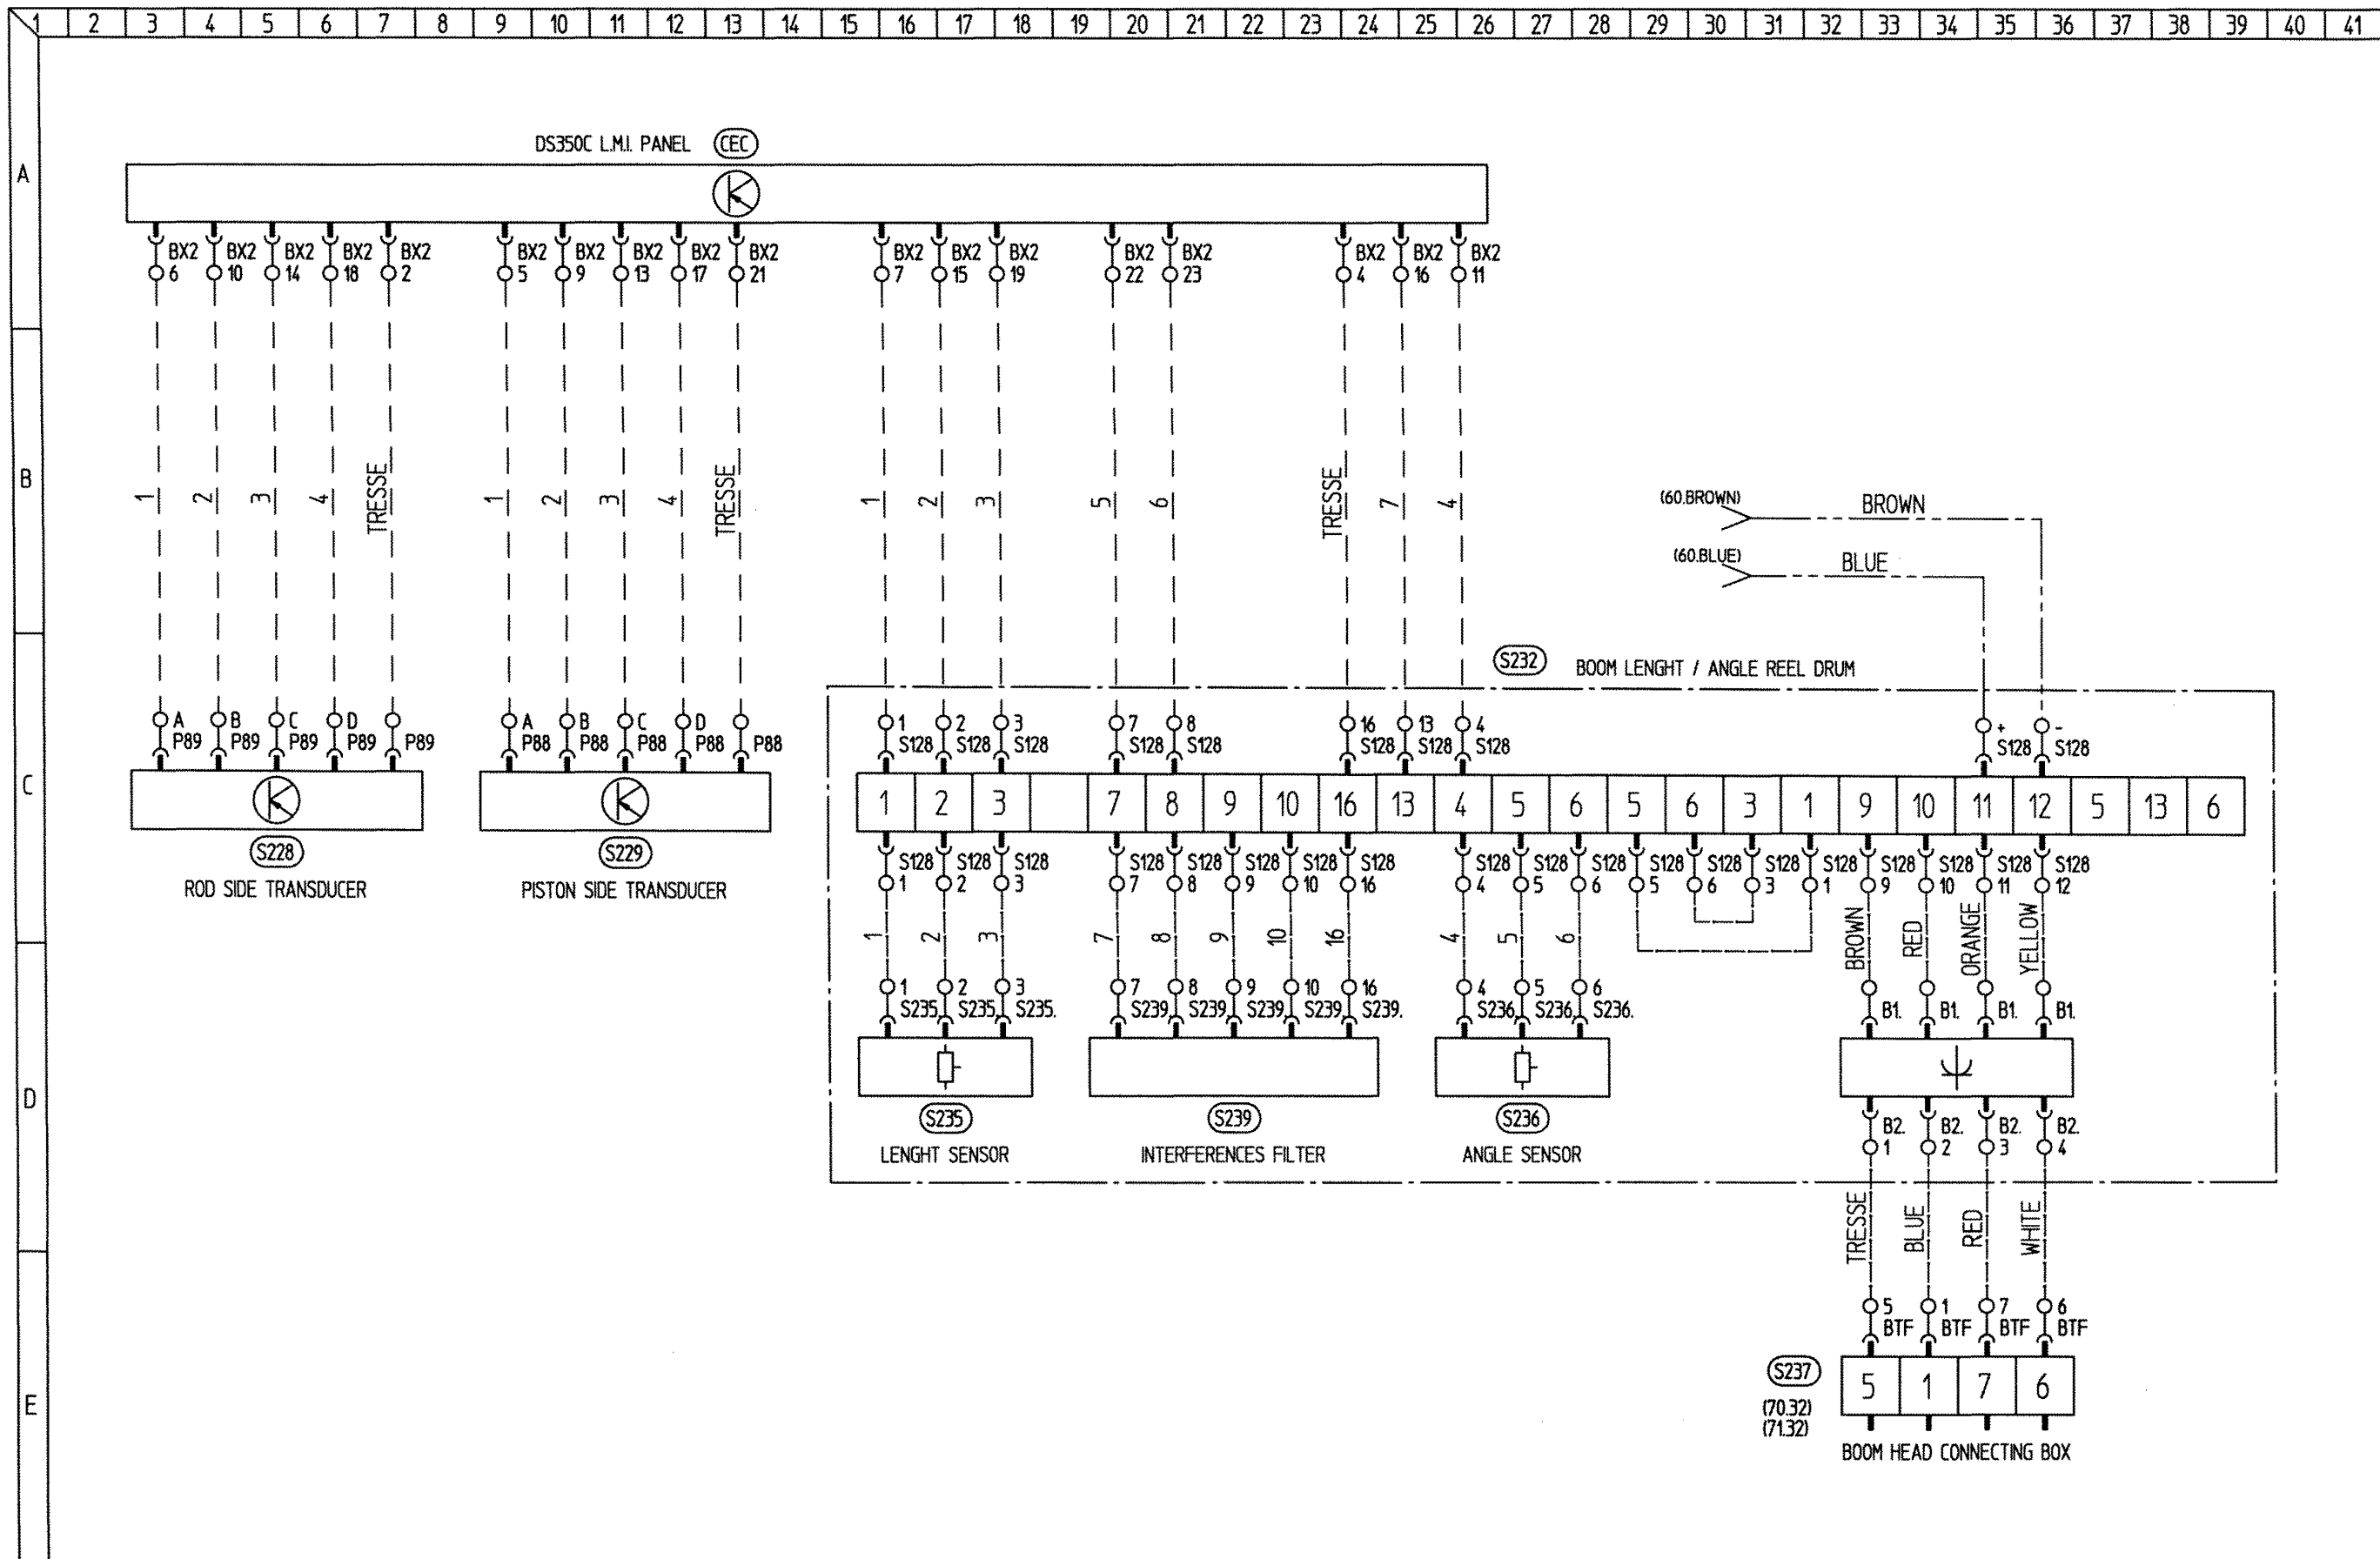 1 2 3 4 5 6 7 8 9 10 11 12 13 14 15 16 17 18 19 20 21 22 23 24 25 26 27 28 29 30 31 32 33 34 35 36 37 38 39 40 41
A
DS350C L.M.I. PANEL CEC
BX2 BX2 BX2 BX2 BX2 BX2 BX2 BX2 BX2 BX2 BX2 BX2 BX2 BX2 BX2 BX2 BX2 BX2
6 10 14 18 2 5 9 13 17 21 7 15 19 22 23 4 16 11
B
1 2 3 4 TRESSE 1 2 3 4 TRESSE 1 2 3 5 6 TRESSE 7 4
(60.BROWN) BROWN
(60.BLUE) BLUE
S232 BOOM LENGHT / ANGLE REEL DRUM
A B C D A B C D 1 2 3 7 8 16 13 4 + -
P89 P89 P89 P89 P89 P88 P88 P88 P88 P88 S128 S128 S128 S128 S128 S128 S128 S128 S128 S128
C
1 2 3 7 8 9 10 16 13 4 5 6 5 6 3 1 9 10 11 12 5 13 6
S228 S229
ROD SIDE TRANSDUCER PISTON SIDE TRANSDUCER
S128 S128 S128 S128 S128 S128 S128 S128 S128 S128 S128 S128 S128 S128 S128 S128 S128 S128 S128
1 2 3 7 8 9 10 16 4 5 6 5 6 3 1 9 10 11 12
1 2 3 7 8 9 10 16 4 5 6 BROWN RED ORANGE YELLOW
1 2 3 7 8 9 10 16 4 5 6
S235. S235. S235. S239. S239. S239. S239. S239. S236. S236. S236. B1. B1. B1. B1.
D
S235 S239 S236
LENGHT SENSOR INTERFERENCES FILTER ANGLE SENSOR
B2. B2. B2. B2.
1 2 3 4
TRESSE BLUE RED WHITE
5 1 7 6
BTF BTF BTF BTF
E
S237 5 1 7 6
(70.32)
(71.32)
BOOM HEAD CONNECTING BOX